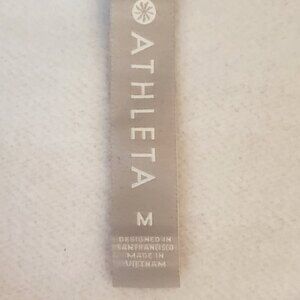 ATHLETA
M
DESIGNED IN
SAN FRANCISCO
MADE IN
VIETNAM